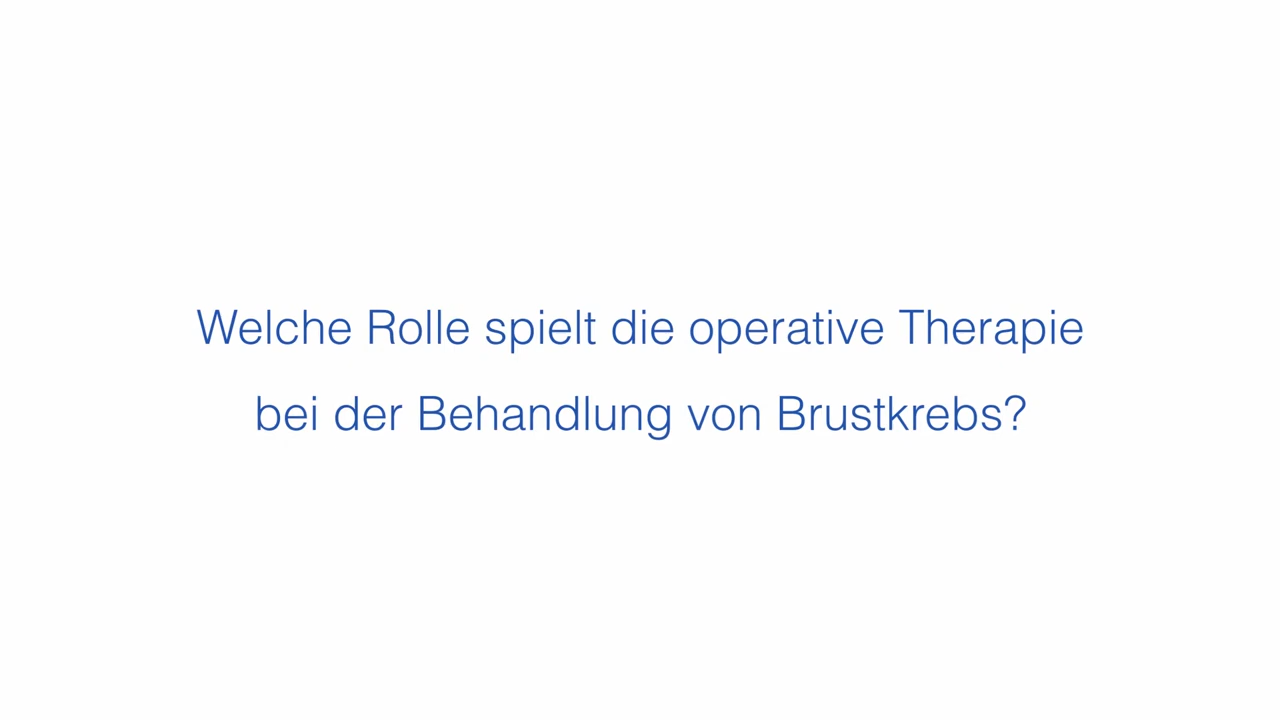 Welche Rolle spielt die operative Therapie
bei der Behandlung von Brustkrebs?